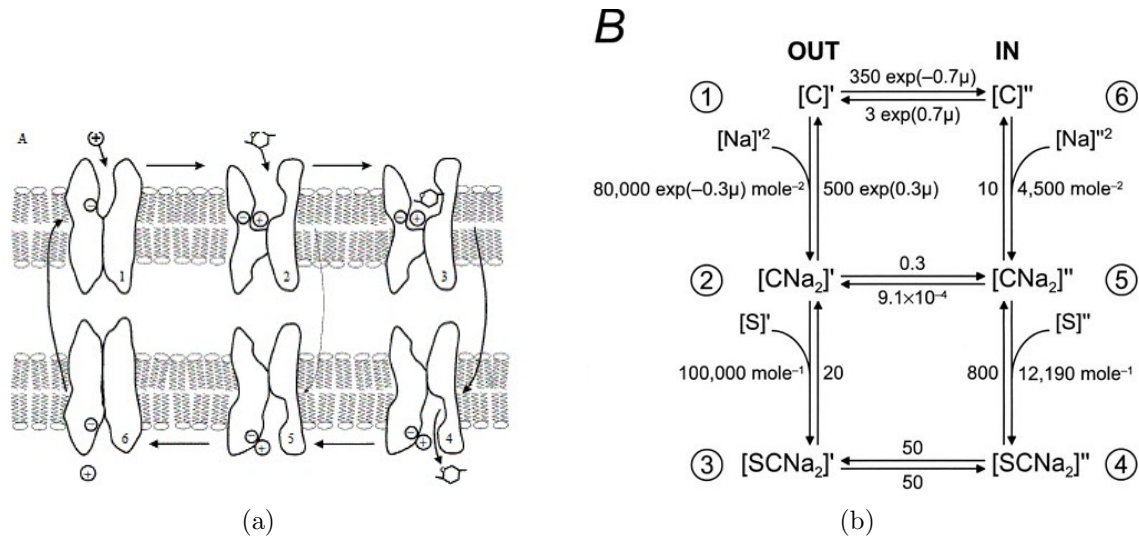 A
+
−
1
− +
2
− +
3
−
6
+
− +
5
− +
4
(a)
B
OUT IN
350 exp(–0.7μ)
① [C]' [C]'' ⑥
3 exp(0.7μ)
[Na]'² [Na]''²
80,000 exp(–0.3μ) mole⁻² 500 exp(0.3μ) 10 4,500 mole⁻²
0.3
② [CNa₂]' [CNa₂]'' ⑤
9.1×10⁻⁴
[S]' [S]''
100,000 mole⁻¹ 20 800 12,190 mole⁻¹
50
③ [SCNa₂]' [SCNa₂]'' ④
50
(b)